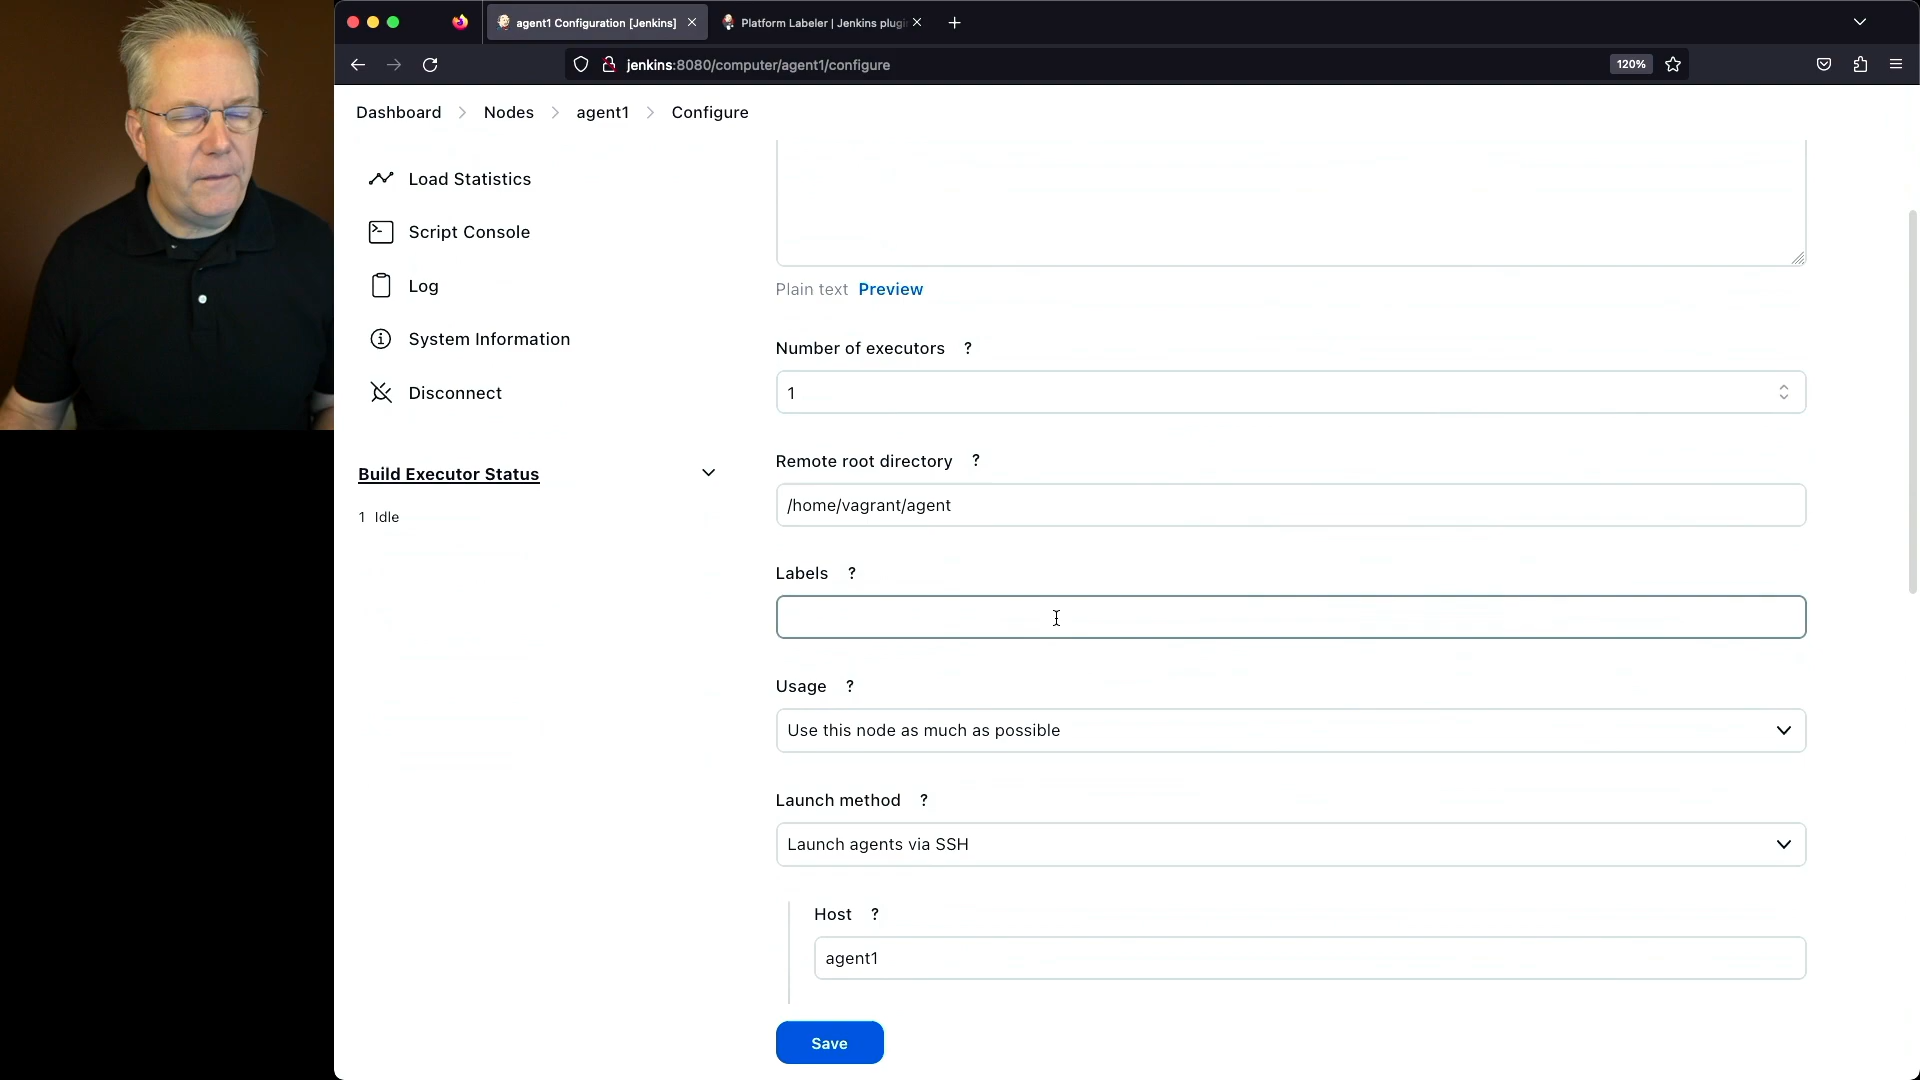 agent1 Configuration [Jenkins]
Platform Labeler | Jenkins plugi
jenkins:8080/computer/agent1/configure
120%
Dashboard > Nodes > agent1 > Configure
Load Statistics
Script Console
Log
System Information
Disconnect
Build Executor Status
1 Idle
Plain text Preview
Number of executors ?
1
Remote root directory ?
/home/vagrant/agent
Labels ?
Usage ?
Use this node as much as possible
Launch method ?
Launch agents via SSH
Host ?
agent1
Save